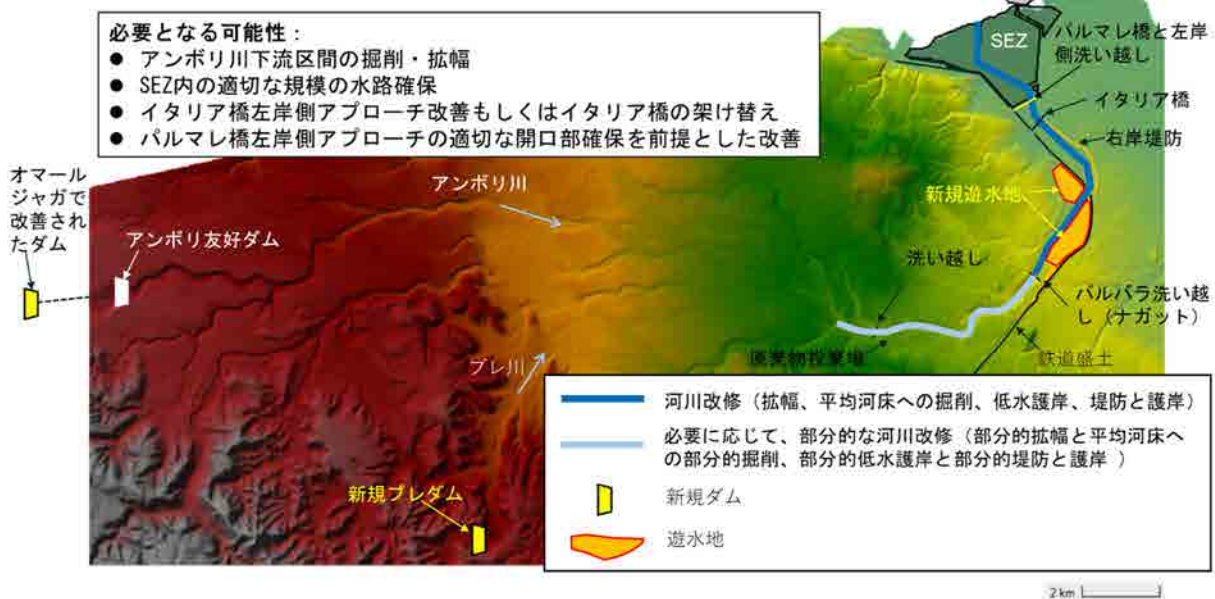 必要となる可能性：
● アンボリ川下流区間の掘削・拡幅
● SEZ内の適切な規模の水路確保
● イタリア橋左岸側アプローチ改善もしくはイタリア橋の架け替え
● バルマレ橋左岸側アプローチの適切な開口部確保を前提とした改善
SEZ
バルマレ橋と左岸
側洗い越し
イタリア橋
右岸堤防
新規遊水地
オマール
ジャガで
改善され
たダム
アンボリ友好ダム
アンボリ川
洗い越し
バルバラ洗い越
し（ナガット）
鉄道盛土
廃棄物投棄場
ブレ川
新規ブレダム
河川改修（拡幅、平均河床への掘削、低水護岸、堤防と護岸）
必要に応じて、部分的な河川改修（部分的拡幅と平均河床へ
の部分的掘削、部分的低水護岸と部分的堤防と護岸 ）
新規ダム
遊水地
2 km